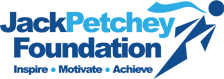 JackPetchey
Foundation
Inspire • Motivate • Achieve